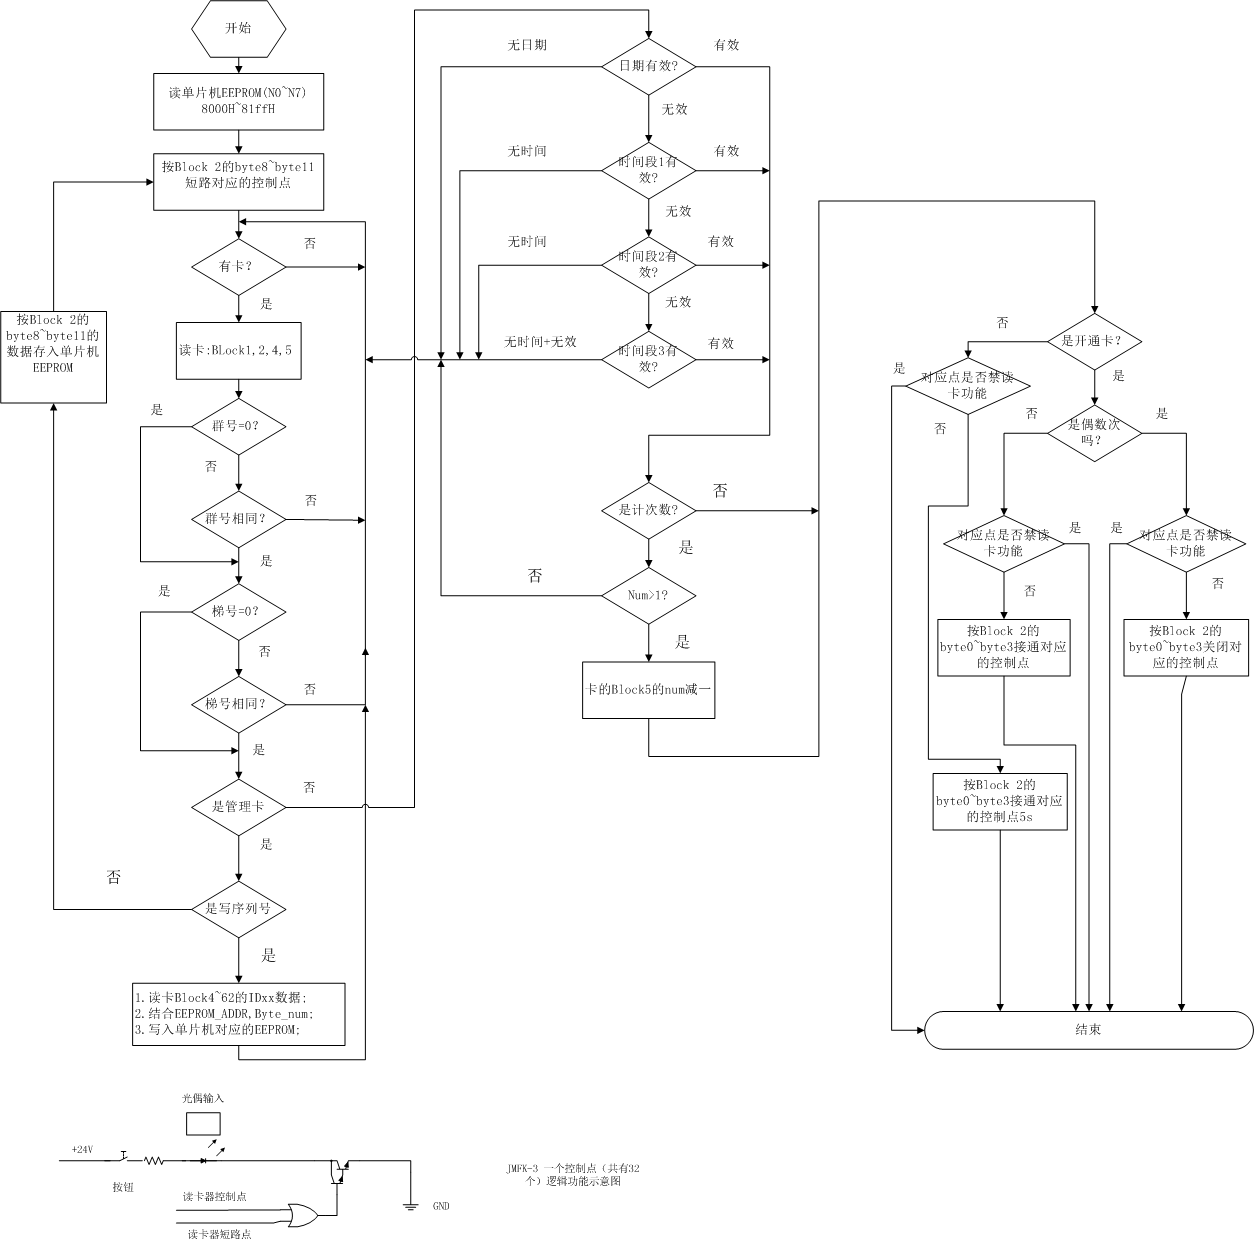 开始
读单片机EEPROM(N0~N7)
8000H~81ffH
按Block 2的byte8~byte11
短路对应的控制点
有卡?
否
是
读卡:BLock1,2,4,5
群号=0?
是
否
群号相同?
否
是
梯号=0?
是
否
梯号相同?
否
是
是管理卡
否
是
是写序列号
否
是
1.读卡Block4~62的IDxx数据;
2.结合EEPROM_ADDR,Byte_num;
3.写入单片机对应的EEPROM;
按Block 2的
byte8~byte11的
数据存入单片机
EEPROM
无日期
日期有效?
有效
无效
无时间
时间段1有
效?
有效
无效
无时间
时间段2有
效?
有效
无效
无时间+无效
时间段3有
效?
有效
是计次数?
否
是
Num>1?
否
是
卡的Block5的num减一
是开通卡?
否
是
对应点是否禁读
卡功能
是
否
是偶数次
吗?
否
是
对应点是否禁读
卡功能
是
否
对应点是否禁读
卡功能
是
否
按Block 2的
byte0~byte3接通对应
的控制点
按Block 2的
byte0~byte3关闭对
应的控制点
按Block 2的
byte0~byte3接通对应
的控制点5s
结束
光偶输入
+24V
按钮
读卡器控制点
读卡器短路点
GND
JMFK-3 一个控制点（共有32
个）逻辑功能示意图